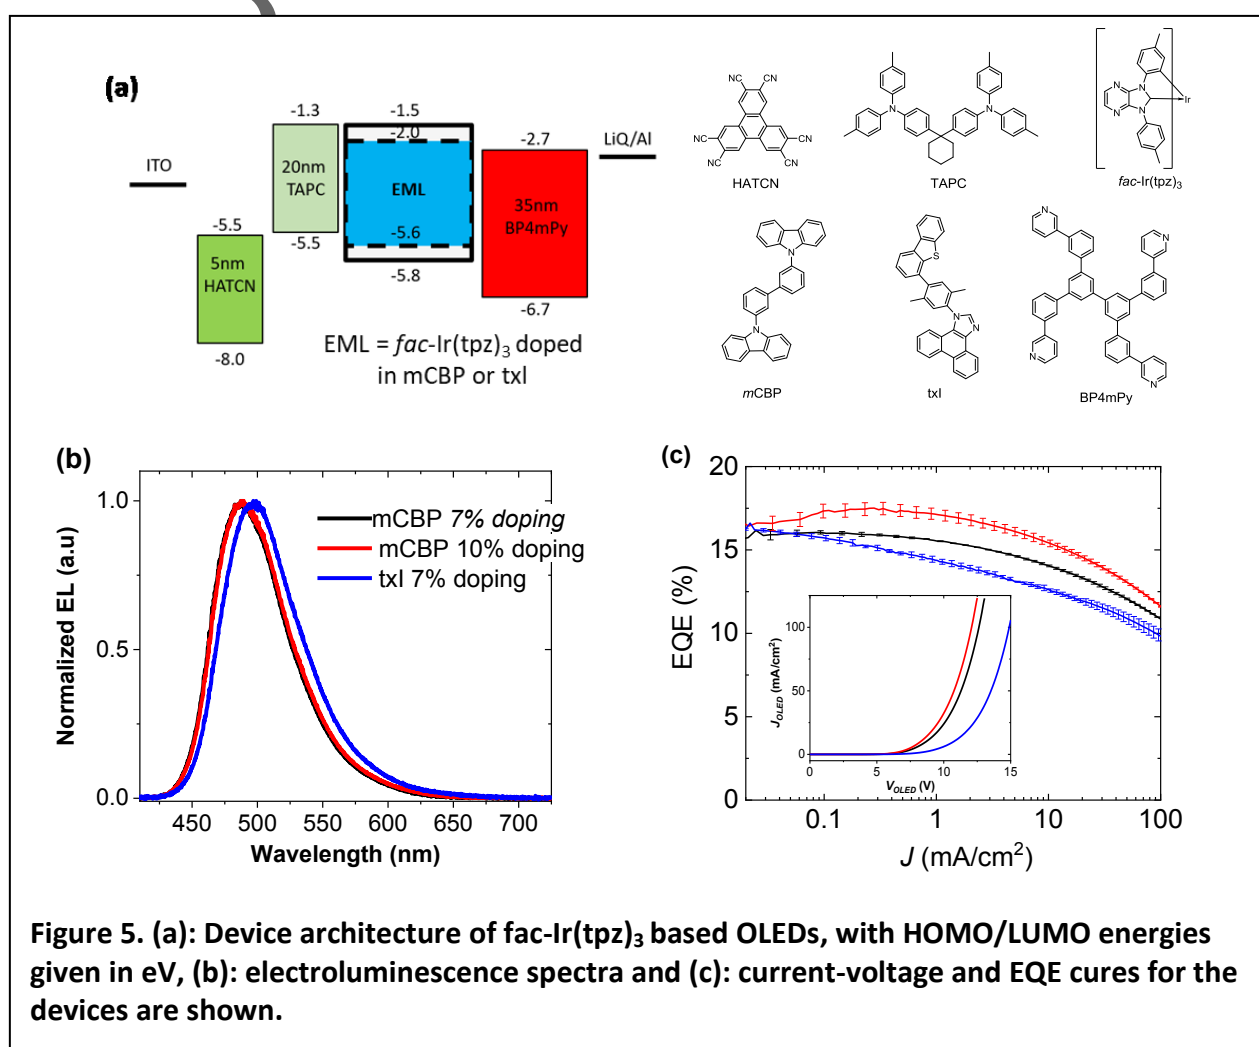 (a)
-1.3
-1.5
-2.0
-2.7
LiQ/Al
ITO
20nm
TAPC
EML
35nm
BP4mPy
-5.5
-5.5
-5.6
-5.8
5nm
HATCN
-6.7
-8.0
EML = fac-Ir(tpz)3 doped
in mCBP or txl
NC
CN
NC
CN
NC
CN
HATCN
N
N
TAPC
N
N
N
N
Ir
fac-Ir(tpz)3
N
N
mCBP
S
N
N
txl
N
N
N
N
BP4mPy
(b)
Normalized EL (a.u)
1.0
0.5
0.0
mCBP 7% doping
mCBP 10% doping
txl 7% doping
450 500 550 600 650 700
Wavelength (nm)
(c)
EQE (%)
20
15
10
5
0
0.1 1 10 100
J (mA/cm2)
JOLED (mA/cm2)
100
50
0
0 5 10 15
VOLED (V)
Figure 5. (a): Device architecture of fac-Ir(tpz)3 based OLEDs, with HOMO/LUMO energies
given in eV, (b): electroluminescence spectra and (c): current-voltage and EQE cures for the
devices are shown.